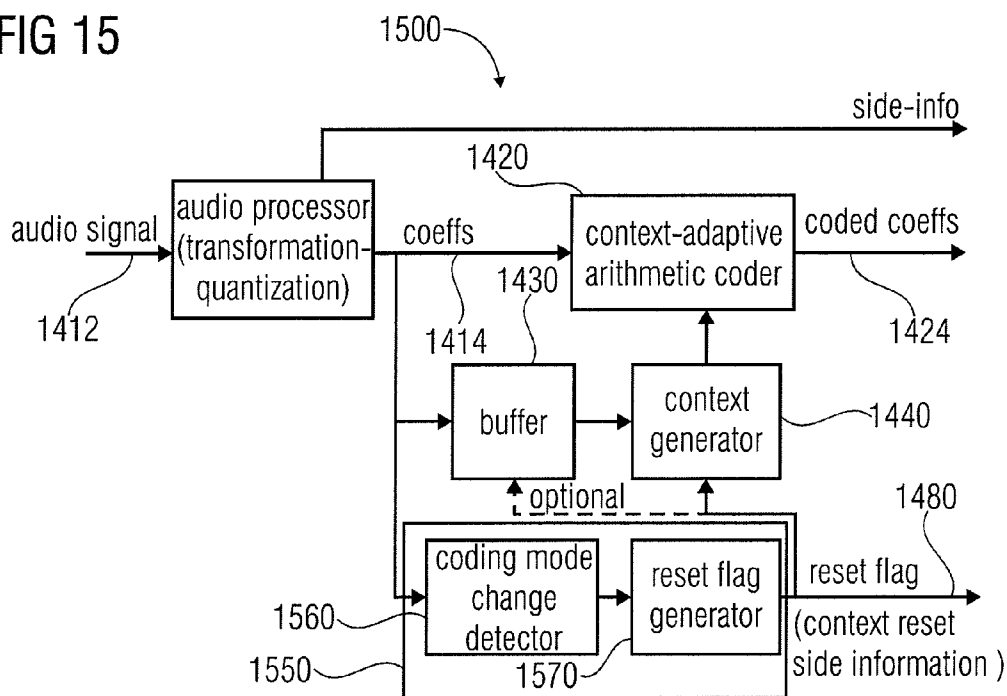 FIG 15
1500
side-info
1420
audio signal
audio processor
(transformation-
quantization)
coeffs
context-adaptive
arithmetic coder
coded coeffs
1412
1414
1430
1424
buffer
context
generator
1440
optional
1480
coding mode
change
detector
reset flag
generator
reset flag
(context reset
side information )
1560
1550
1570